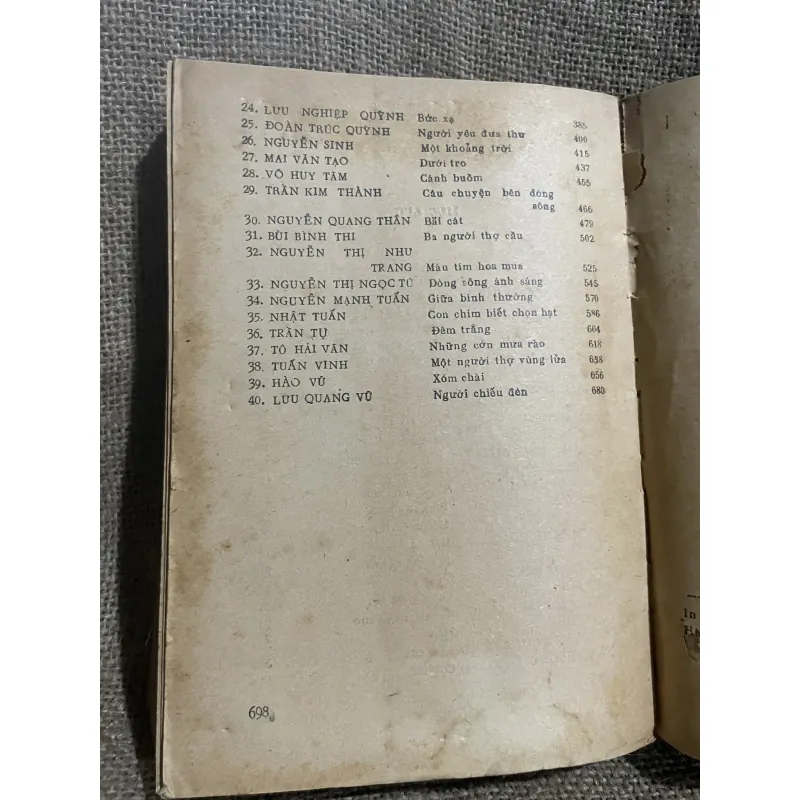 24. LƯU NGHIỆP QUỲNH Bức xạ 385
25. ĐOÀN TRÚC QUỲNH Người yêu đưa thư 400
26. NGUYỄN SINH Một khoảng trời 415
27. MAI VĂN TẠO Dưới tro 437
28. VÕ HUY TÂM Cánh buồm 455
29. TRẦN KIM THÀNH Câu chuyện bên dòng
sông 466
30. NGUYỄN QUANG THÂN Bãi cát 479
31. BÙI BÌNH THI Ba người thợ cầu 502
32. NGUYỄN THỊ NHƯ
TRANG Màu tím hoa mua 525
33. NGUYỄN THỊ NGỌC TÚ Dòng sông ánh sáng 545
34. NGUYỄN MẠNH TUẤN Giữa bình thường 570
35. NHẬT TUẤN Con chim biết chọn hạt 586
36. TRẦN TỰ Đêm trắng 604
37. TÔ HẢI VÂN Những cơn mưa rào 618
38. TUẤN VINH Một người thợ vùng lửa 638
39. HÀO VŨ Xóm chài 656
40. LƯU QUANG VŨ Người chiếu đèn 680
698
In